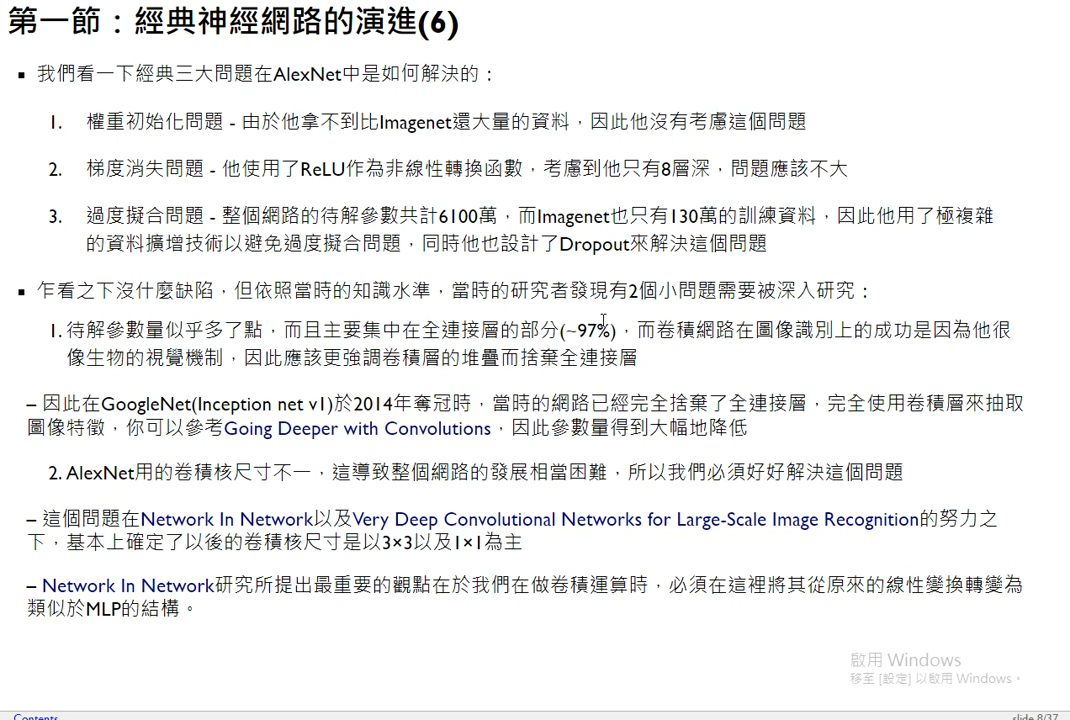 第一節：經典神經網路的演進(6)
▪ 我們看一下經典三大問題在AlexNet中是如何解決的：
1. 權重初始化問題 - 由於他拿不到比Imagenet還大量的資料，因此他沒有考慮這個問題
2. 梯度消失問題 - 他使用了ReLU作為非線性轉換函數，考慮到他只有8層深，問題應該不大
3. 過度擬合問題 - 整個網路的待解參數共計6100萬，而Imagenet也只有130萬的訓練資料，因此他用了極複雜
的資料擴增技術以避免過度擬合問題，同時他也設計了Dropout來解決這個問題
▪ 乍看之下沒什麼缺陷，但依照當時的知識水準，當時的研究者發現有2個小問題需要被深入研究：
1. 待解參數量似乎多了點，而且主要集中在全連接層的部分(~97%)，而卷積網路在圖像識別上的成功是因為他很
像生物的視覺機制，因此應該更強調卷積層的堆疊而捨棄全連接層
– 因此在GoogleNet(Inception net v1)於2014年奪冠時，當時的網路已經完全捨棄了全連接層，完全使用卷積層來抽取
圖像特徵，你可以參考Going Deeper with Convolutions，因此參數量得到大幅地降低
2. AlexNet用的卷積核尺寸不一，這導致整個網路的發展相當困難，所以我們必須好好解決這個問題
– 這個問題在Network In Network以及Very Deep Convolutional Networks for Large-Scale Image Recognition的努力之
下，基本上確定了以後的卷積核尺寸是以3×3以及1×1為主
– Network In Network研究所提出最重要的觀點在於我們在做卷積運算時，必須在這裡將其從原來的線性變換轉變為
類似於MLP的結構。
啟用 Windows
移至 [設定] 以啟用 Windows。
Contents
slide 8/37